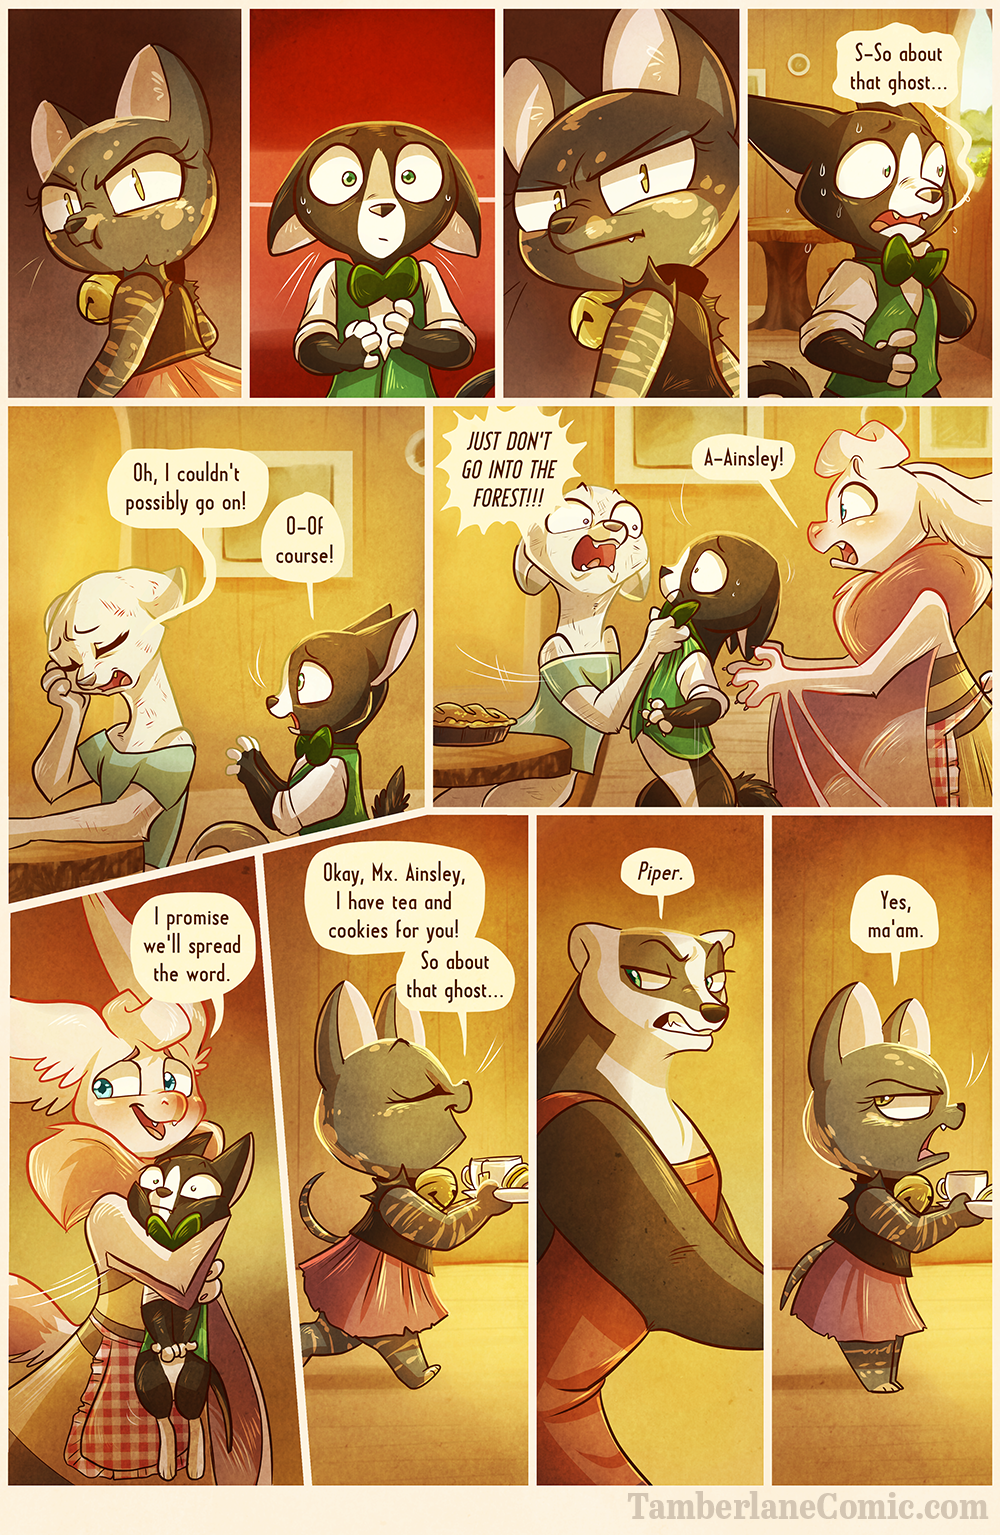 S-So about
that ghost...
Oh, I couldn't
possibly go on!
O-Of
course!
JUST DON'T
GO INTO THE
FOREST!!!
A-Ainsley!
I promise
we'll spread
the word.
Okay, Mx. Ainsley,
I have tea and
cookies for you!
So about
that ghost...
Piper.
Yes,
ma'am.
TamberlaneComic.com